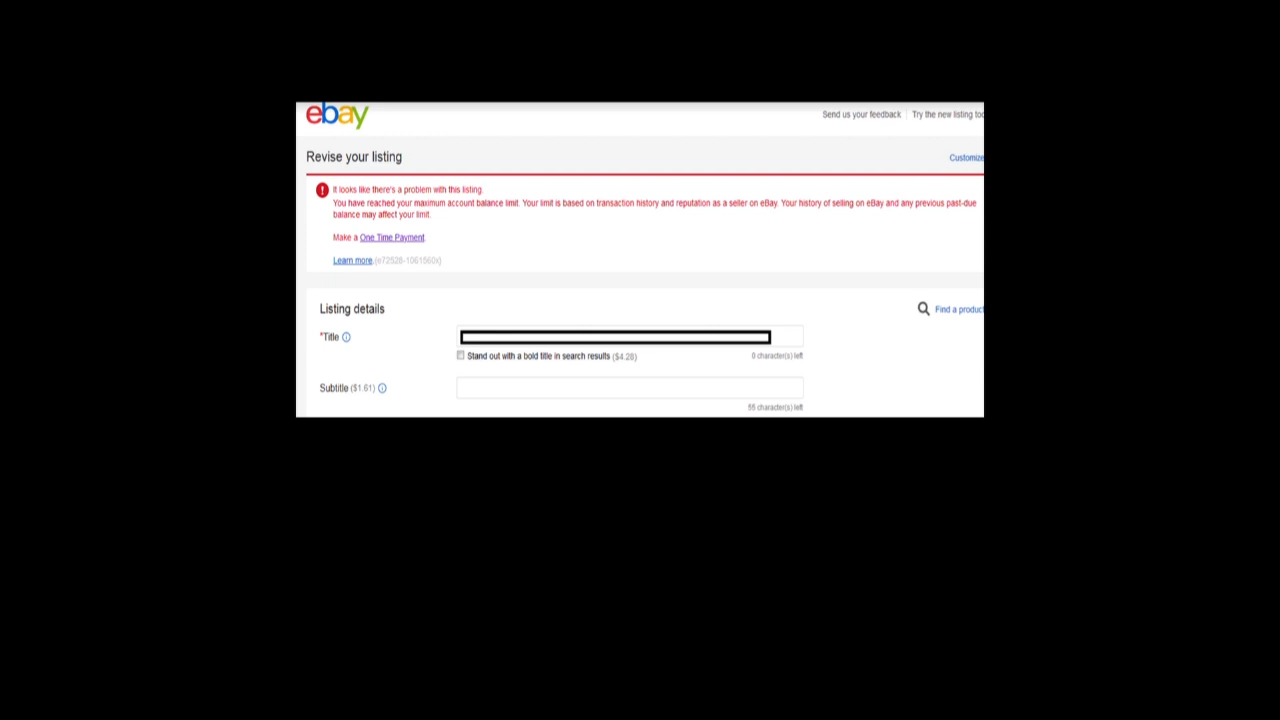 ebay
Send us your feedback | Try the new listing too
Revise your listing
Customize
It looks like there's a problem with this listing.
You have reached your maximum account balance limit. Your limit is based on transaction history and reputation as a seller on eBay. Your history of selling on eBay and any previous past-due
balance may affect your limit.
Make a One Time Payment.
Learn more.(e72528-1061560x)
Listing details
Find a product
*Title
Stand out with a bold title in search results ($4.28)
0 character(s) left
Subtitle ($1.61)
55 character(s) left